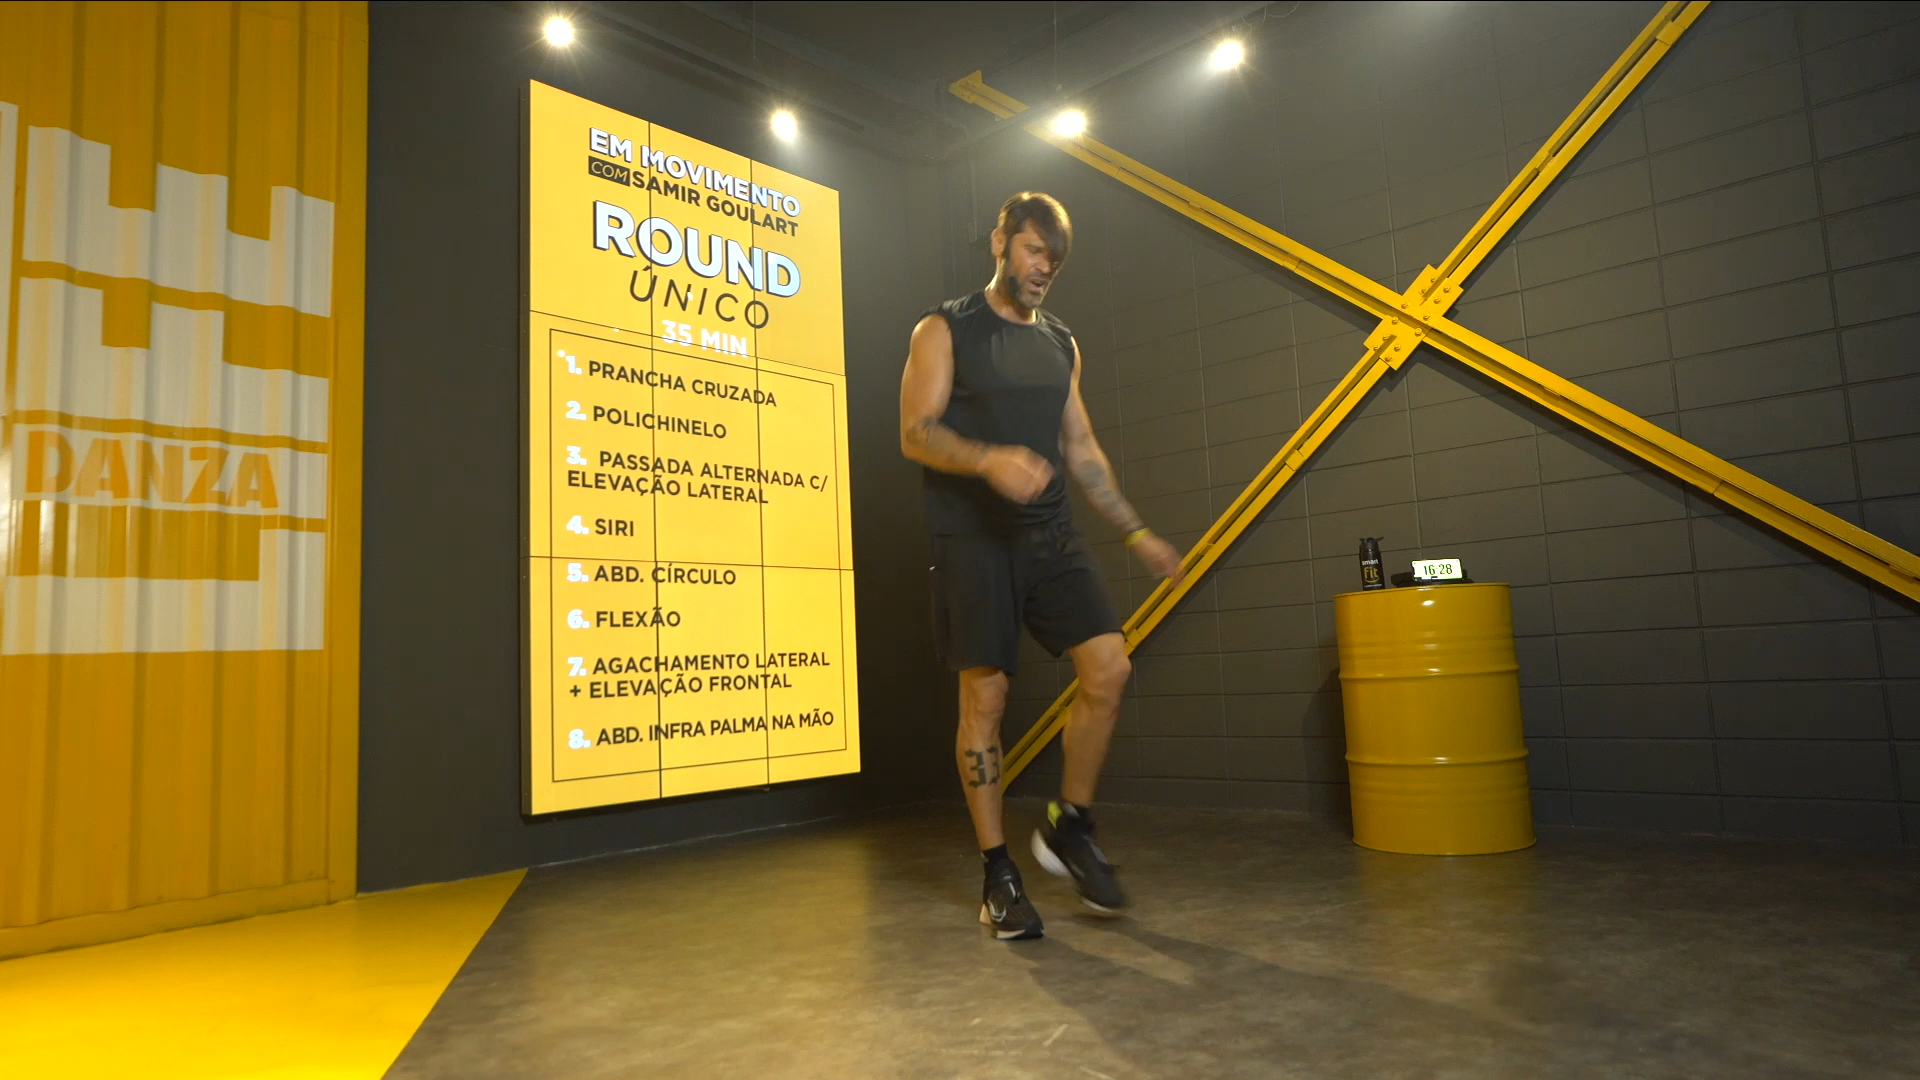 EM MOVIMENTO
COM SAMIR GOULART
ROUND
ÚNICO
35 MIN
1. PRANCHA CRUZADA
2. POLICHINELO
3. PASSADA ALTERNADA C/
ELEVAÇÃO LATERAL
4. SIRI
5. ABD. CÍRCULO
6. FLEXÃO
7. AGACHAMENTO LATERAL
+ ELEVAÇÃO FRONTAL
8. ABD. INFRA PALMA NA MÃO
DANZA
33
smart
fit
16:28